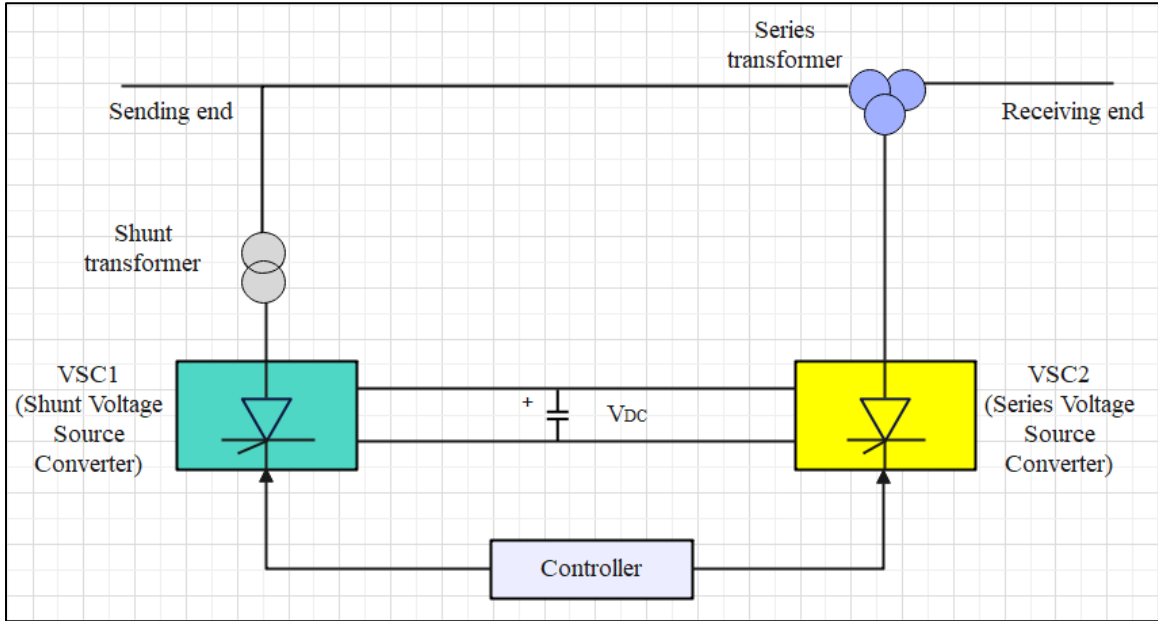 Series
transformer
Sending end
Receiving end
Shunt
transformer
VSC1
(Shunt Voltage
Source
Converter)
+
VDC
VSC2
(Series Voltage
Source
Converter)
Controller